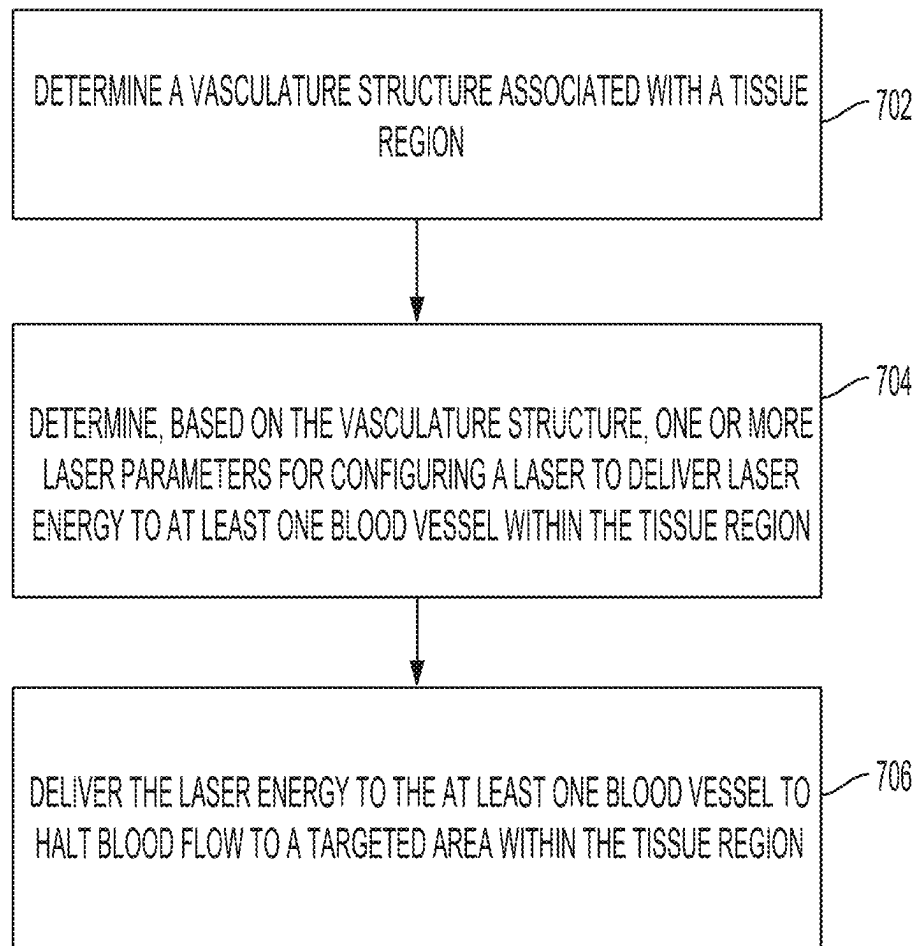 DETERMINE A VASCULATURE STRUCTURE ASSOCIATED WITH A TISSUE
REGION
702
DETERMINE, BASED ON THE VASCULATURE STRUCTURE, ONE OR MORE
LASER PARAMETERS FOR CONFIGURING A LASER TO DELIVER LASER
ENERGY TO AT LEAST ONE BLOOD VESSEL WITHIN THE TISSUE REGION
704
DELIVER THE LASER ENERGY TO THE AT LEAST ONE BLOOD VESSEL TO
HALT BLOOD FLOW TO A TARGETED AREA WITHIN THE TISSUE REGION
706